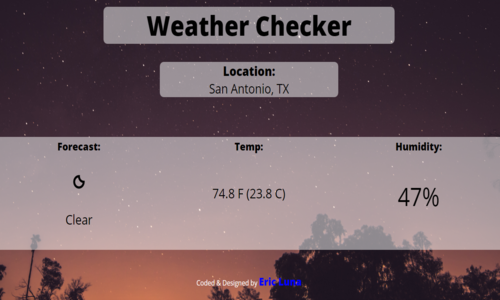 Weather Checker
Location:
San Antonio, TX
Forecast: Temp: Humidity:
74.8 F (23.8 C) 47%
Clear
Coded & Designed by Eric Luna